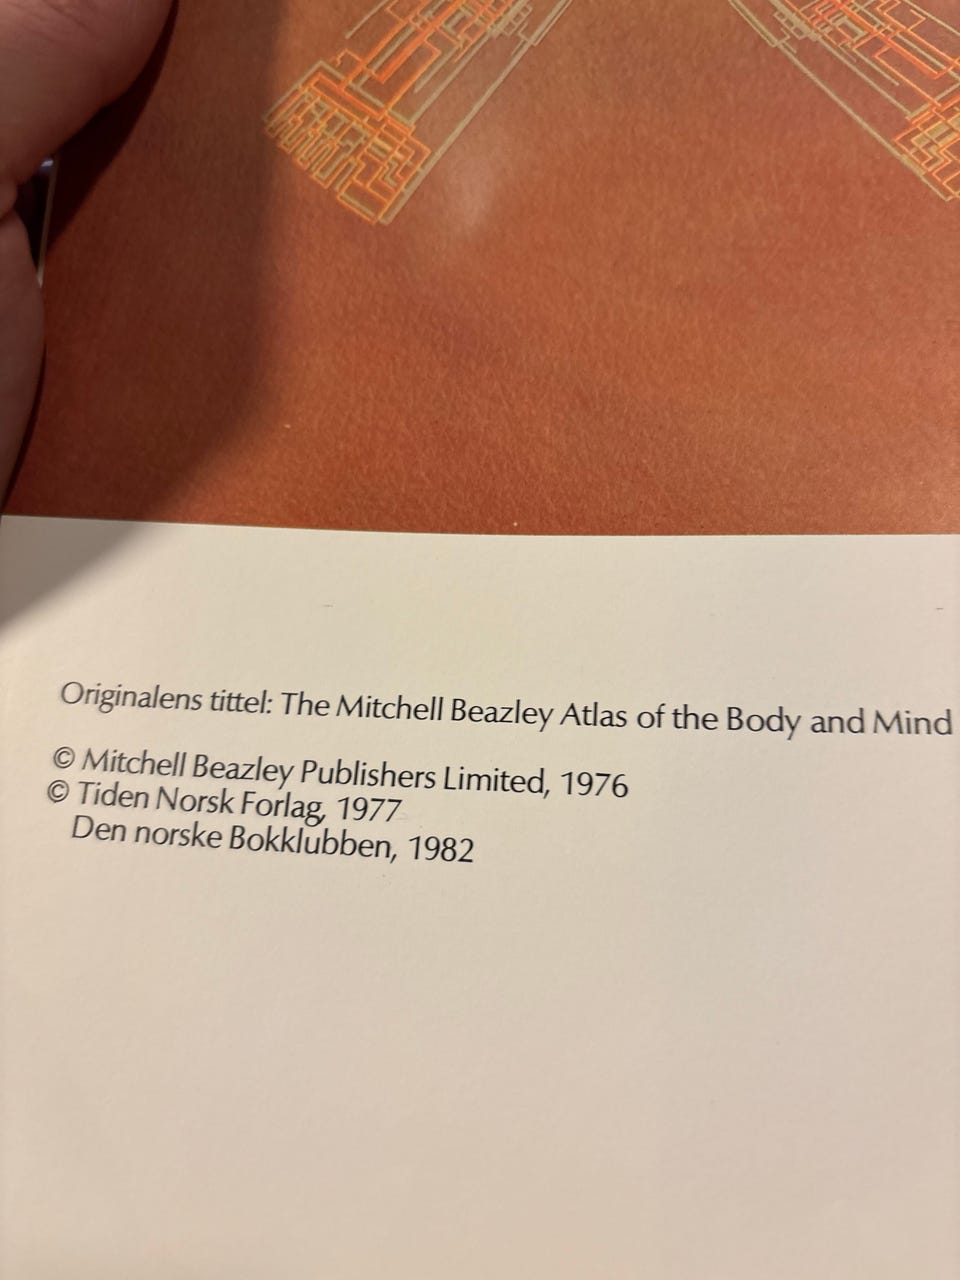 Originalens tittel: The Mitchell Beazley Atlas of the Body and Mind
© Mitchell Beazley Publishers Limited, 1976
© Tiden Norsk Forlag, 1977
Den norske Bokklubben, 1982